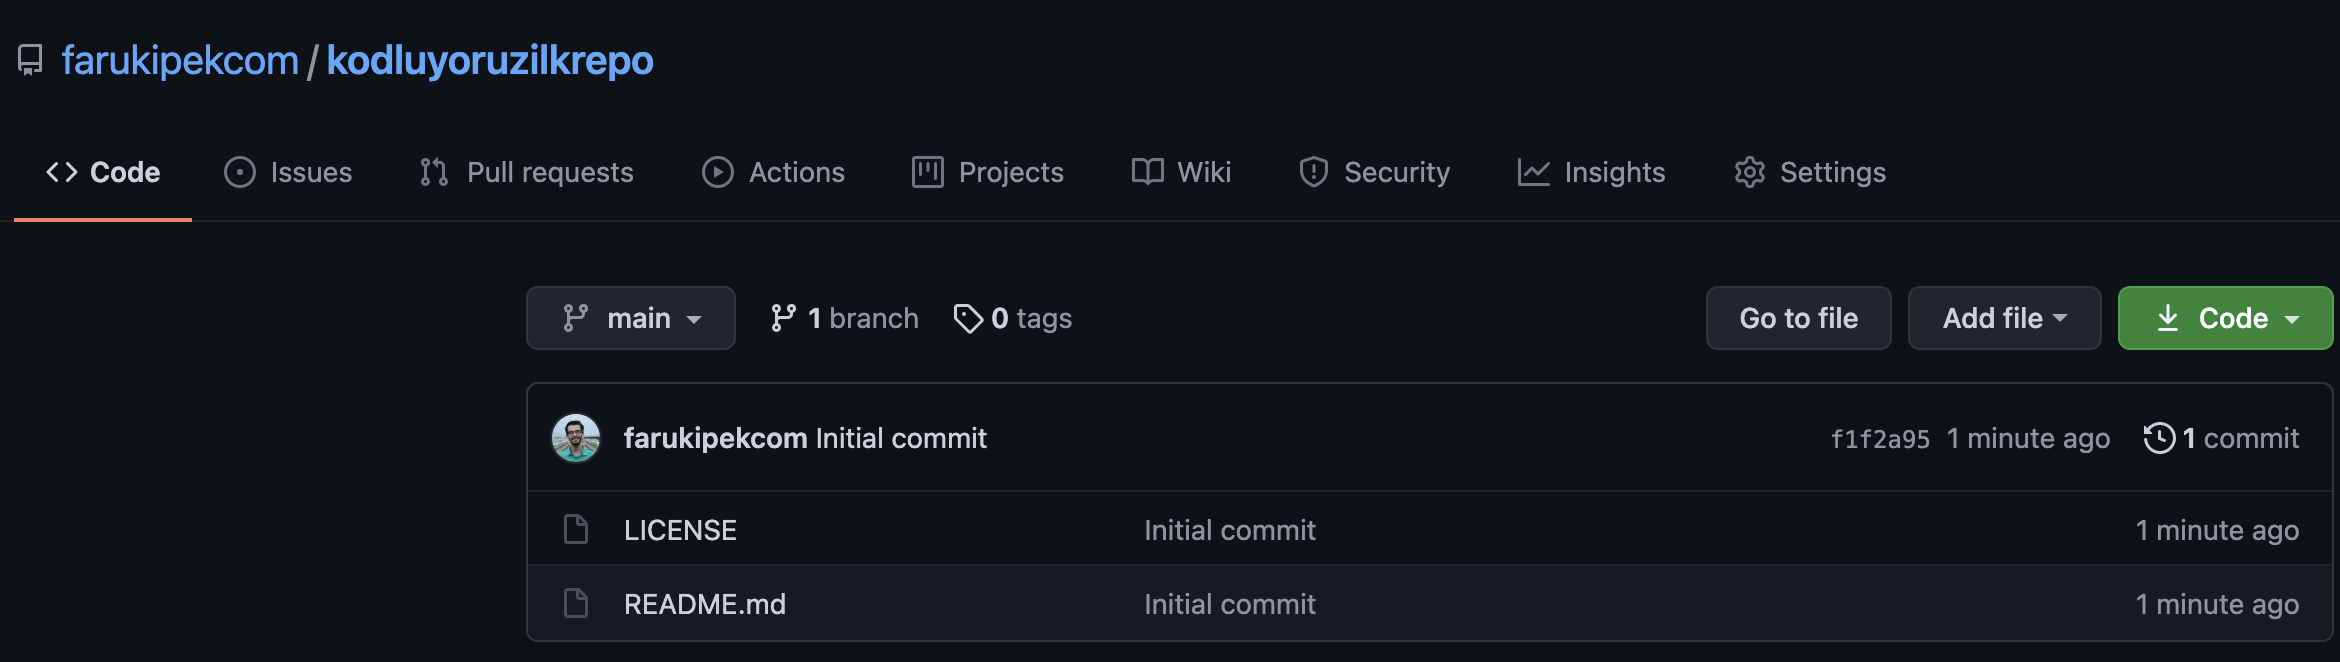 farukipekcom / kodluyoruzilkrepo
Code Issues Pull requests Actions Projects Wiki Security Insights Settings
main 1 branch 0 tags Go to file Add file Code
farukipekcom Initial commit f1f2a95 1 minute ago 1 commit
LICENSE Initial commit 1 minute ago
README.md Initial commit 1 minute ago